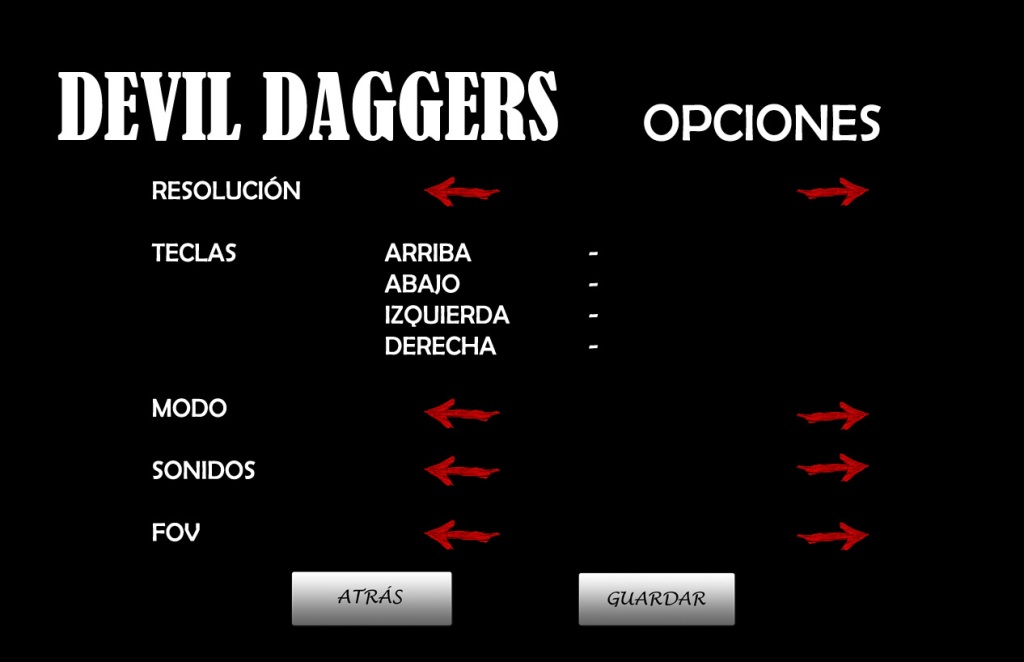 DEVIL DAGGERS OPCIONES
RESOLUCIÓN
TECLAS ARRIBA -
ABAJO -
IZQUIERDA -
DERECHA -
MODO
SONIDOS
FOV
ATRÁS GUARDAR